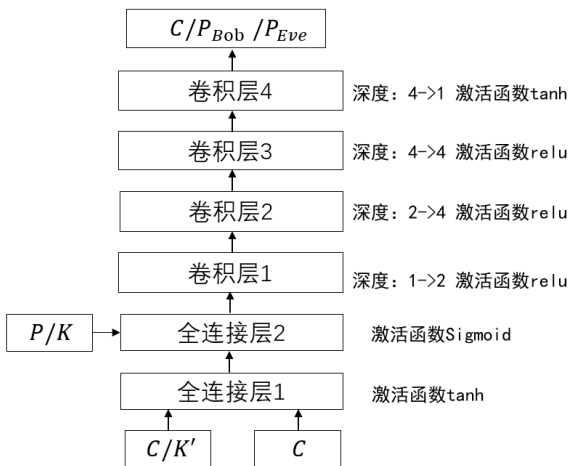 C/P_Bob /P_Eve
卷积层4 深度：4->1 激活函数tanh
卷积层3 深度：4->4 激活函数relu
卷积层2 深度：2->4 激活函数relu
卷积层1 深度：1->2 激活函数relu
P/K 全连接层2 激活函数Sigmoid
全连接层1 激活函数tanh
C/K′ C